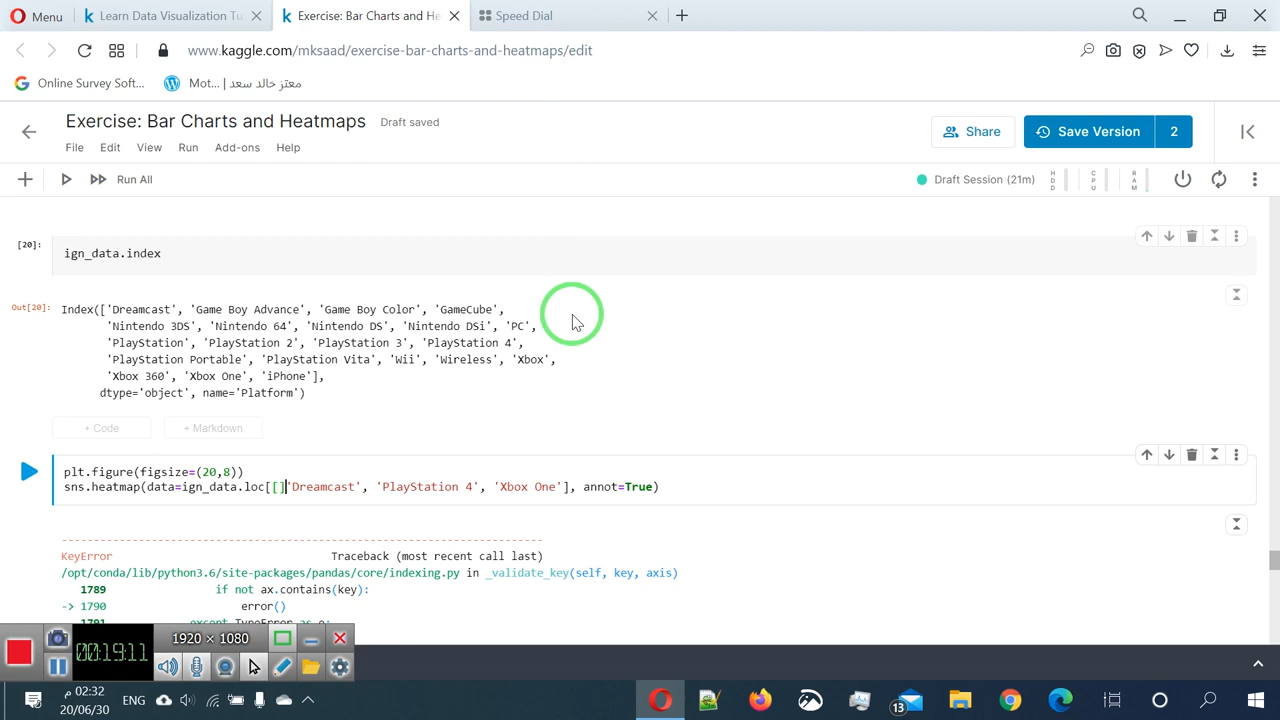 Menu
Learn Data Visualization Tu
Exercise: Bar Charts and He
Speed Dial
www.kaggle.com/mksaad/exercise-bar-charts-and-heatmaps/edit
Online Survey Soft...
Mot... | معتز خالد سعد
Exercise: Bar Charts and Heatmaps
Draft saved
File Edit View Run Add-ons Help
Share
Save Version 2
Run All
Draft Session (21m)
HDD
CPU
RAM
[20]:
ign_data.index
Out[20]:
Index(['Dreamcast', 'Game Boy Advance', 'Game Boy Color', 'GameCube',
'Nintendo 3DS', 'Nintendo 64', 'Nintendo DS', 'Nintendo DSi', 'PC',
'PlayStation', 'PlayStation 2', 'PlayStation 3', 'PlayStation 4',
'PlayStation Portable', 'PlayStation Vita', 'Wii', 'Wireless', 'Xbox',
'Xbox 360', 'Xbox One', 'iPhone'],
dtype='object', name='Platform')
+ Code
+ Markdown
plt.figure(figsize=(20,8))
sns.heatmap(data=ign_data.loc[[]'Dreamcast', 'PlayStation 4', 'Xbox One'], annot=True)
---------------------------------------------------------------------------
KeyError Traceback (most recent call last)
/opt/conda/lib/python3.6/site-packages/pandas/core/indexing.py in _validate_key(self, key, axis)
1789 if not ax.contains(key):
-> 1790 error()
1791 except TypeError as e:
00:19:11
1920 × 1080
02:32 م
20/06/30
ENG
13